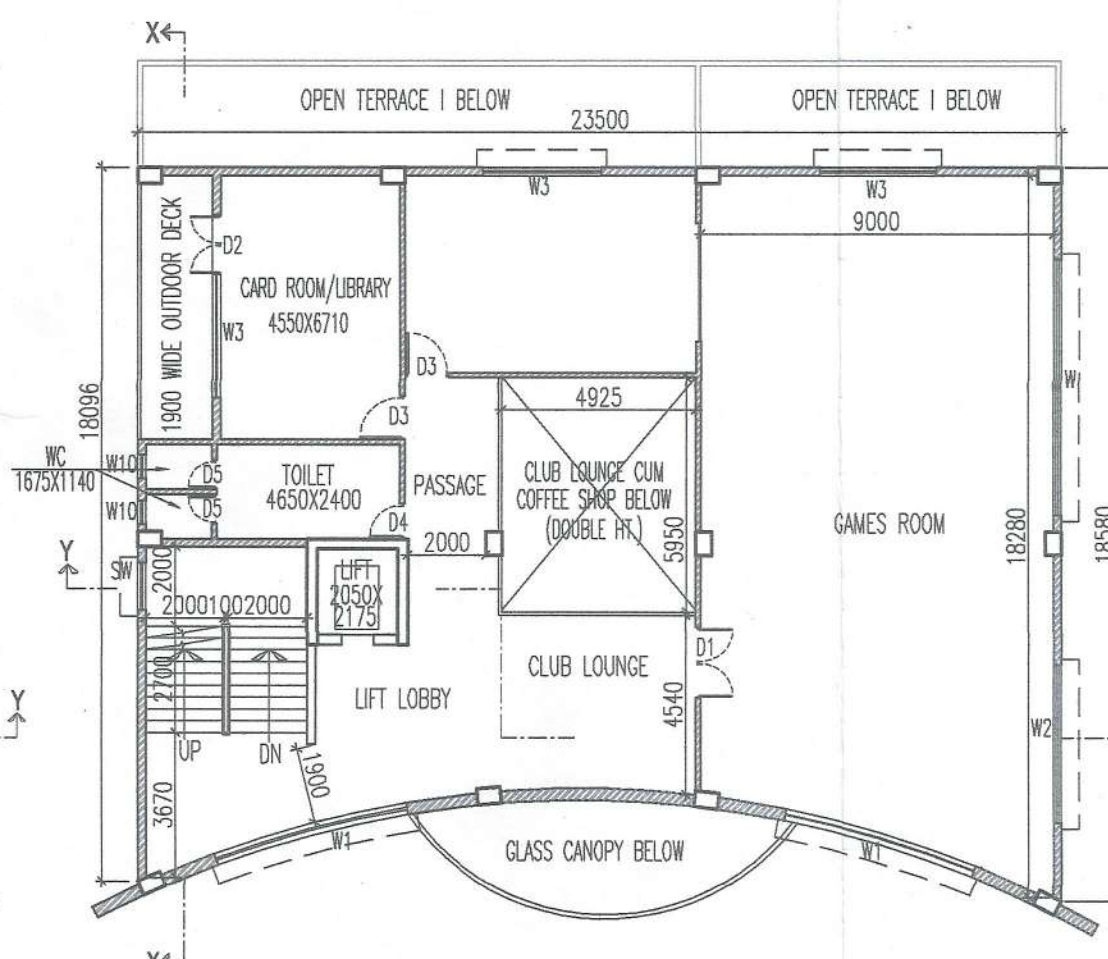 X
OPEN TERRACE I BELOW
OPEN TERRACE I BELOW
23500
W3
W3
9000
1900 WIDE OUTDOOR DECK
D2
CARD ROOM/LIBRARY
4550X6710
W3
D3
D3
4925
W
18096
WC
1675X1140
W10
D5
TOILET
4650X2400
PASSAGE
CLUB LOUNGE CUM
COFFEE SHOP BELOW
(DOUBLE HT.)
W10
D5
D4
GAMES ROOM
2000
5950
18280
18580
Y
SW
2000
LIFT
2050X
2175
2000
100
2000
D1
CLUB LOUNGE
2700
LIFT LOBBY
4540
Y
UP
DN
W2
1900
3670
W1
GLASS CANOPY BELOW
W1
X